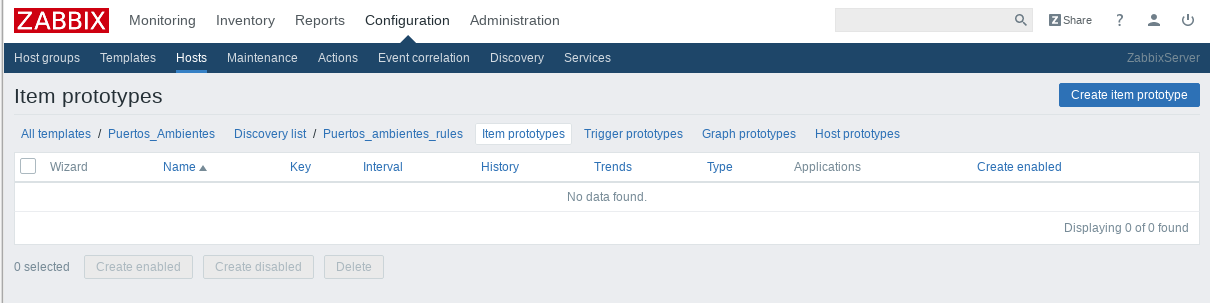 ZABBIX Monitoring Inventory Reports Configuration Administration Z Share ?
Host groups Templates Hosts Maintenance Actions Event correlation Discovery Services ZabbixServer
Item prototypes Create item prototype
All templates / Puertos_Ambientes Discovery list / Puertos_ambientes_rules Item prototypes Trigger prototypes Graph prototypes Host prototypes
Wizard Name Key Interval History Trends Type Applications Create enabled
No data found.
Displaying 0 of 0 found
0 selected Create enabled Create disabled Delete